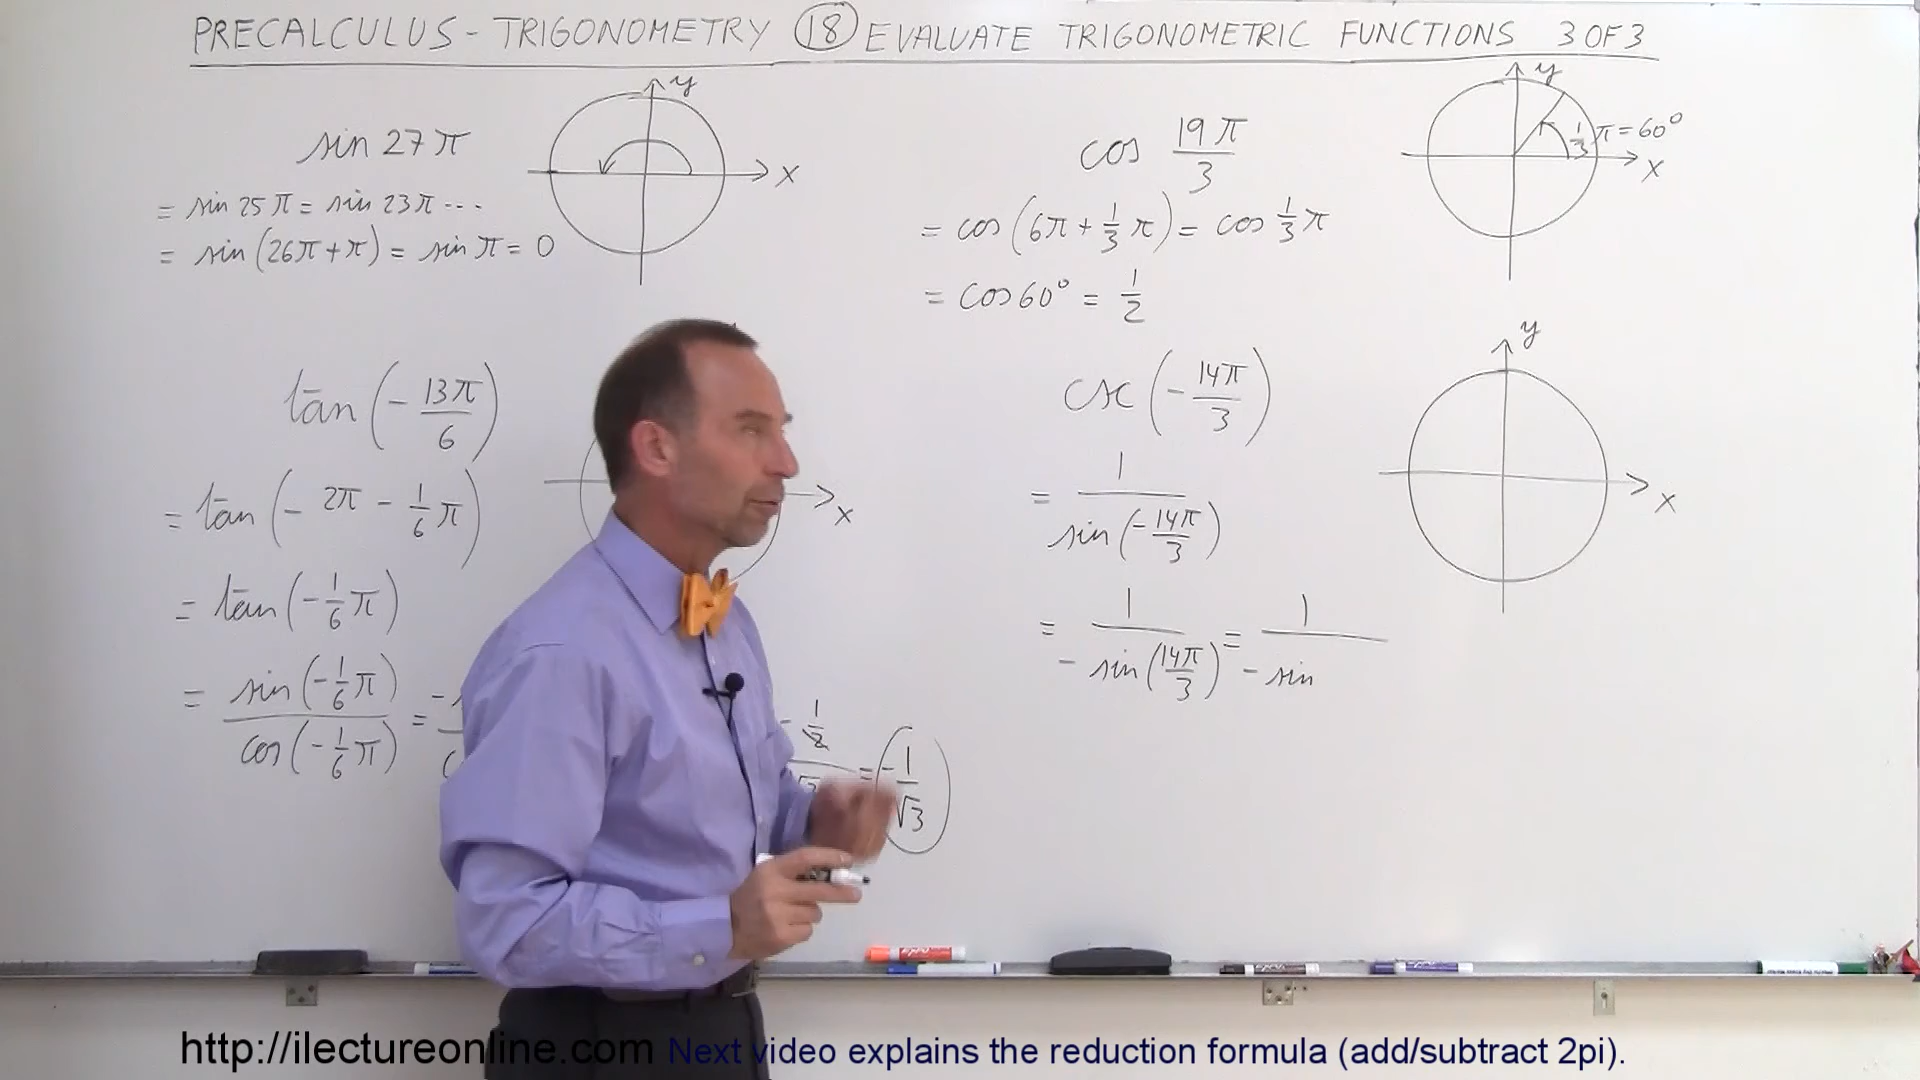 PRECALCULUS - TRIGONOMETRY 18 EVALUATE TRIGONOMETRIC FUNCTIONS 3 OF 3
sin 27π
= sin 25π = sin 23π ...
= sin (26π + π) = sin π = 0
y
x
cos 19π/3
= cos (6π + 1/3 π) = cos 1/3 π
= cos 60° = 1/2
y
1/3 π = 60°
x
tan (- 13π/6)
= tan (- 2π - 1/6 π)
= tan (- 1/6 π)
= sin (- 1/6 π) / cos (- 1/6 π) =
- 1/2
= -1/√3
x
csc (- 14π/3)
= 1 / sin (- 14π/3)
= 1 / - sin (14π/3) = 1 / - sin
y
x
http://ilectureonline.com Next video explains the reduction formula (add/subtract 2pi).